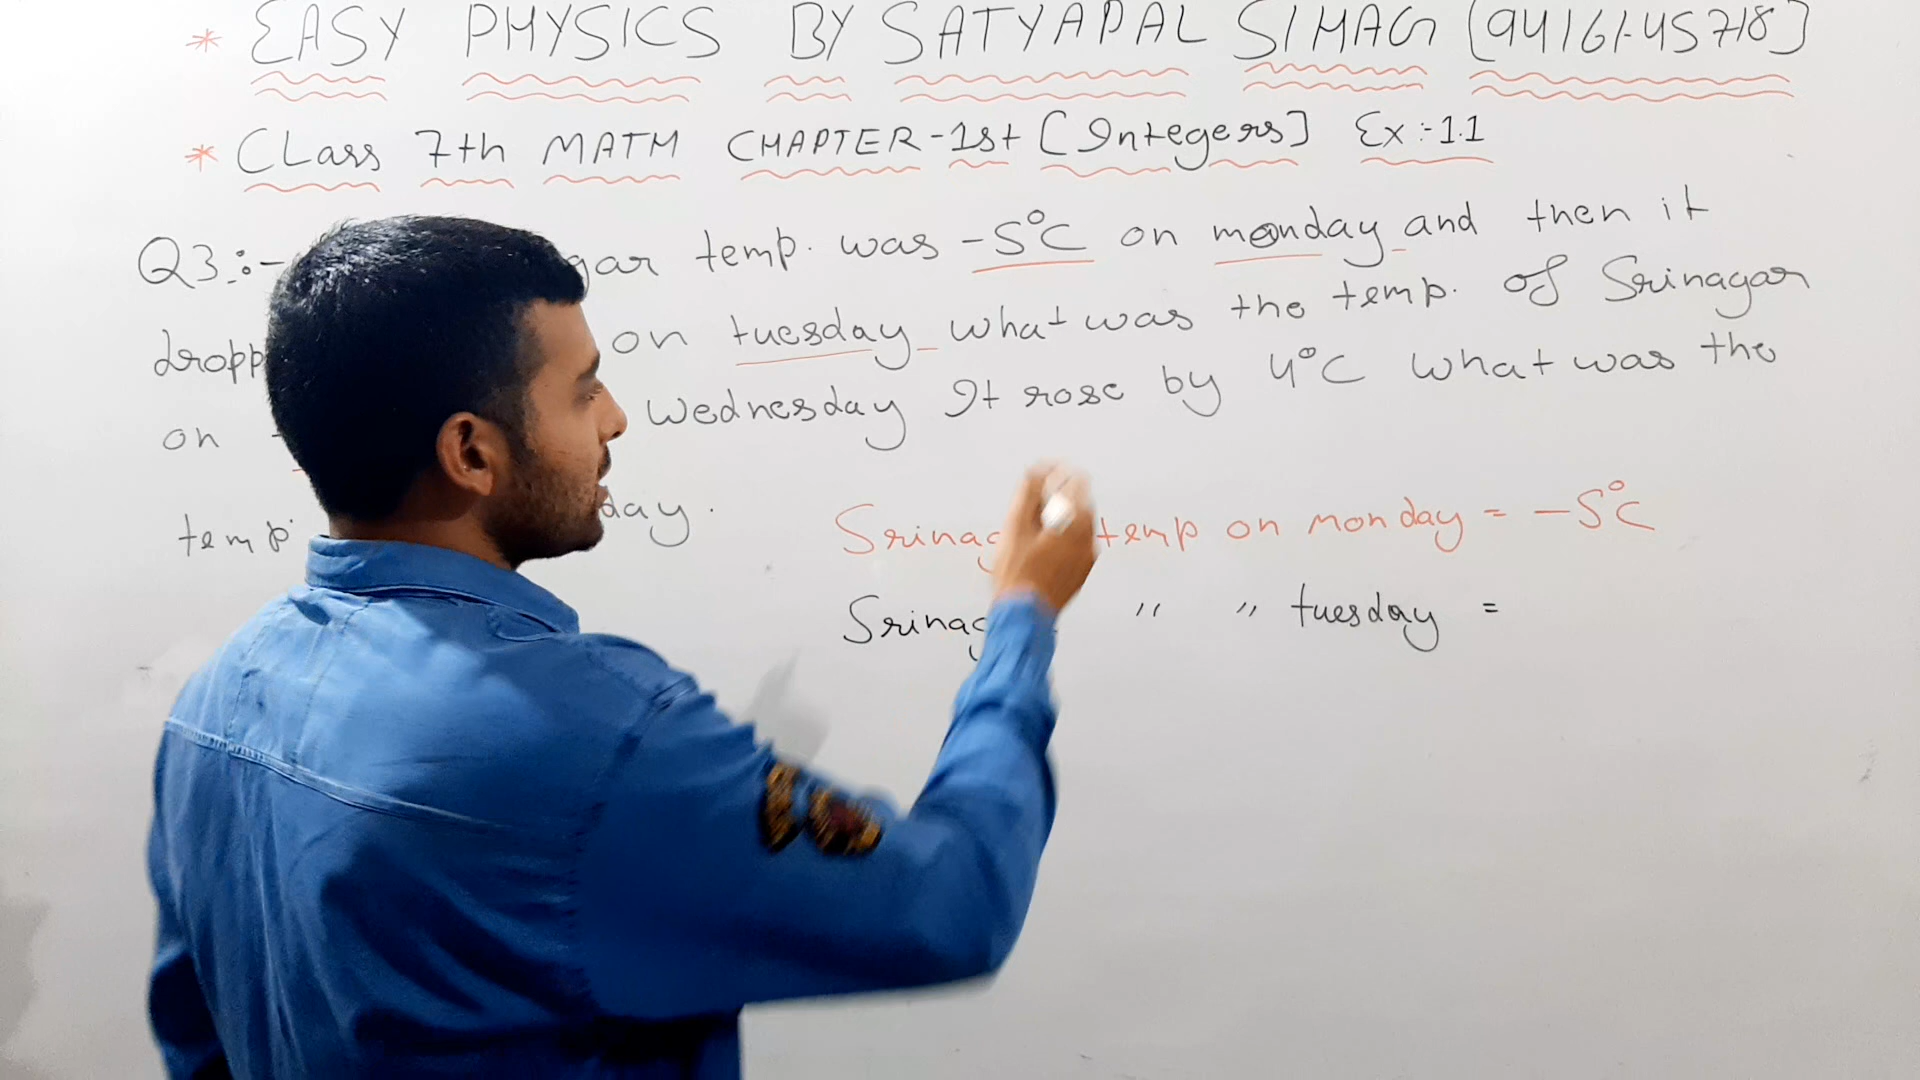 * EASY PHYSICS BY SATYAPAL SIMAG [94161-45718]
* CLass 7th MATH CHAPTER-1st [Integers] Ex:-1.1
Q3:- gar temp. was -5°C on monday and then it
dropp on tuesday what was the temp. of Srinagar
on wednesday It rose by 4°C what was the
temp. day.
Srinag temp on monday = -5°C
Srinag " " tuesday =